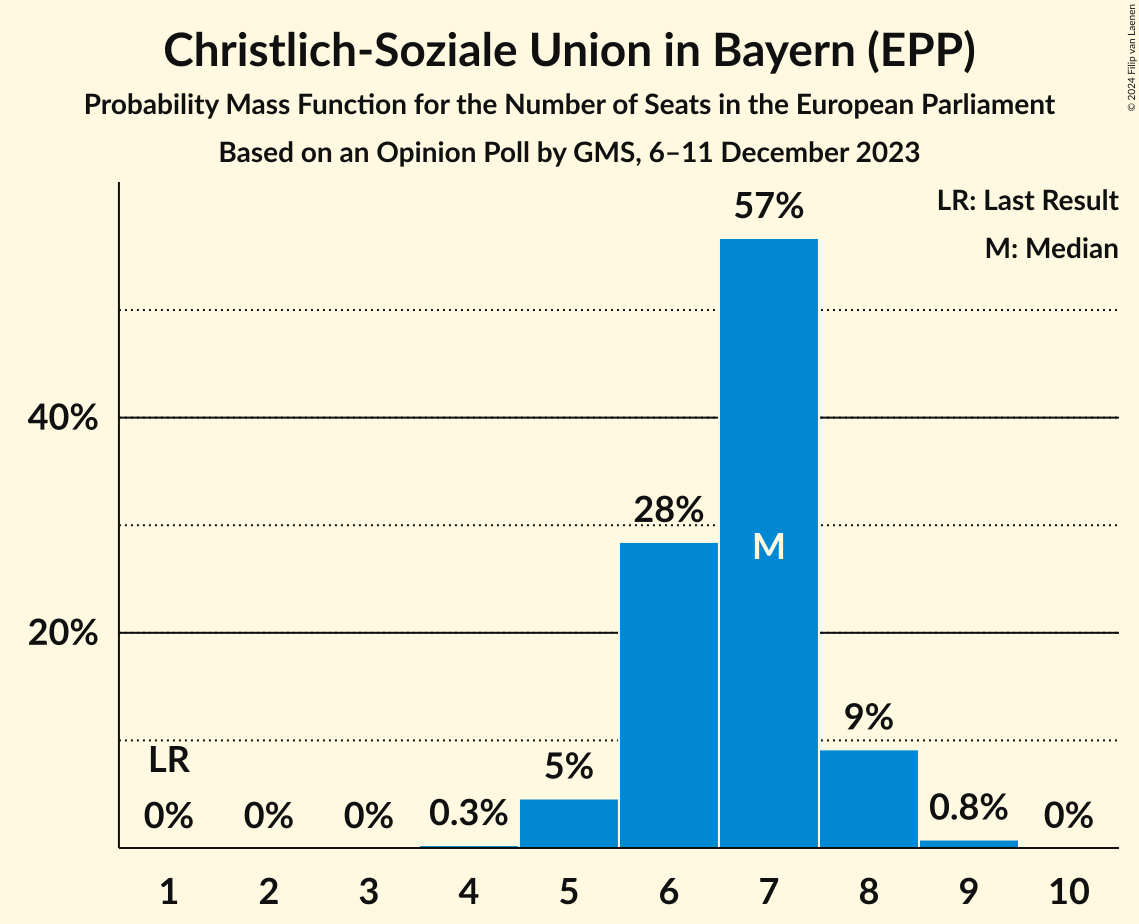 Christlich-Soziale Union in Bayern (EPP)
Probability Mass Function for the Number of Seats in the European Parliament
Based on an Opinion Poll by GMS, 6–11 December 2023
© 2024 Filip van Laenen
LR: Last Result
M: Median
57%
40%
28%
M
20%
9%
LR
5%
0% 0% 0% 0.3% 0.8% 0%
1 2 3 4 5 6 7 8 9 10